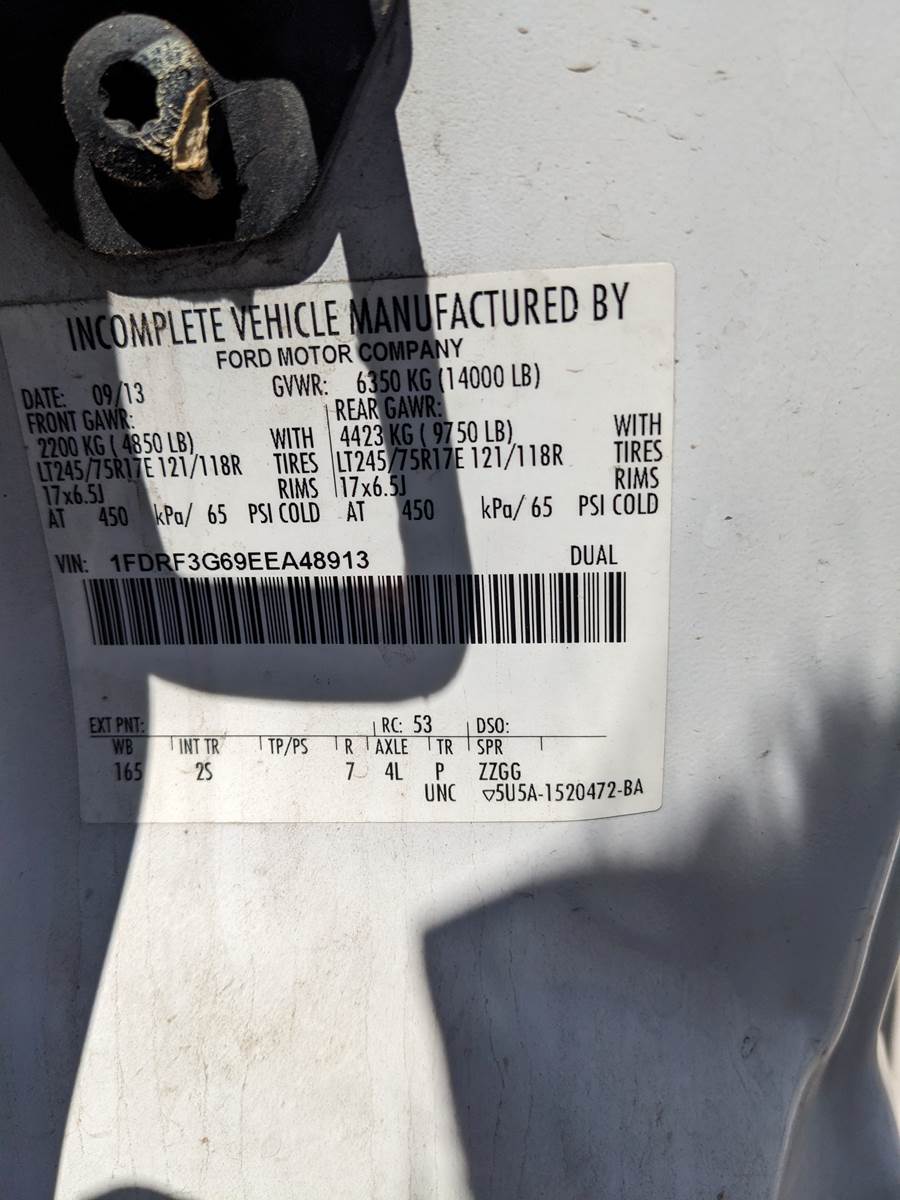 INCOMPLETE VEHICLE MANUFACTURED BY
FORD MOTOR COMPANY
DATE: 09/13 GVWR: 6350 KG (14000 LB)
FRONT GAWR: REAR GAWR:
2200 KG ( 4850 LB) WITH 4423 KG ( 9750 LB) WITH
LT245/75R17E 121/118R TIRES LT245/75R17E 121/118R TIRES
17x6.5J RIMS 17x6.5J RIMS
AT 450 kPa/ 65 PSI COLD AT 450 kPa/ 65 PSI COLD
VIN: 1FDRF3G69EEA48913 DUAL
EXT PNT: RC: 53 DSO:
WB INT TR TP/PS R AXLE TR SPR
165 2S 7 4L P ZZGG
UNC ▽5U5A-1520472-BA